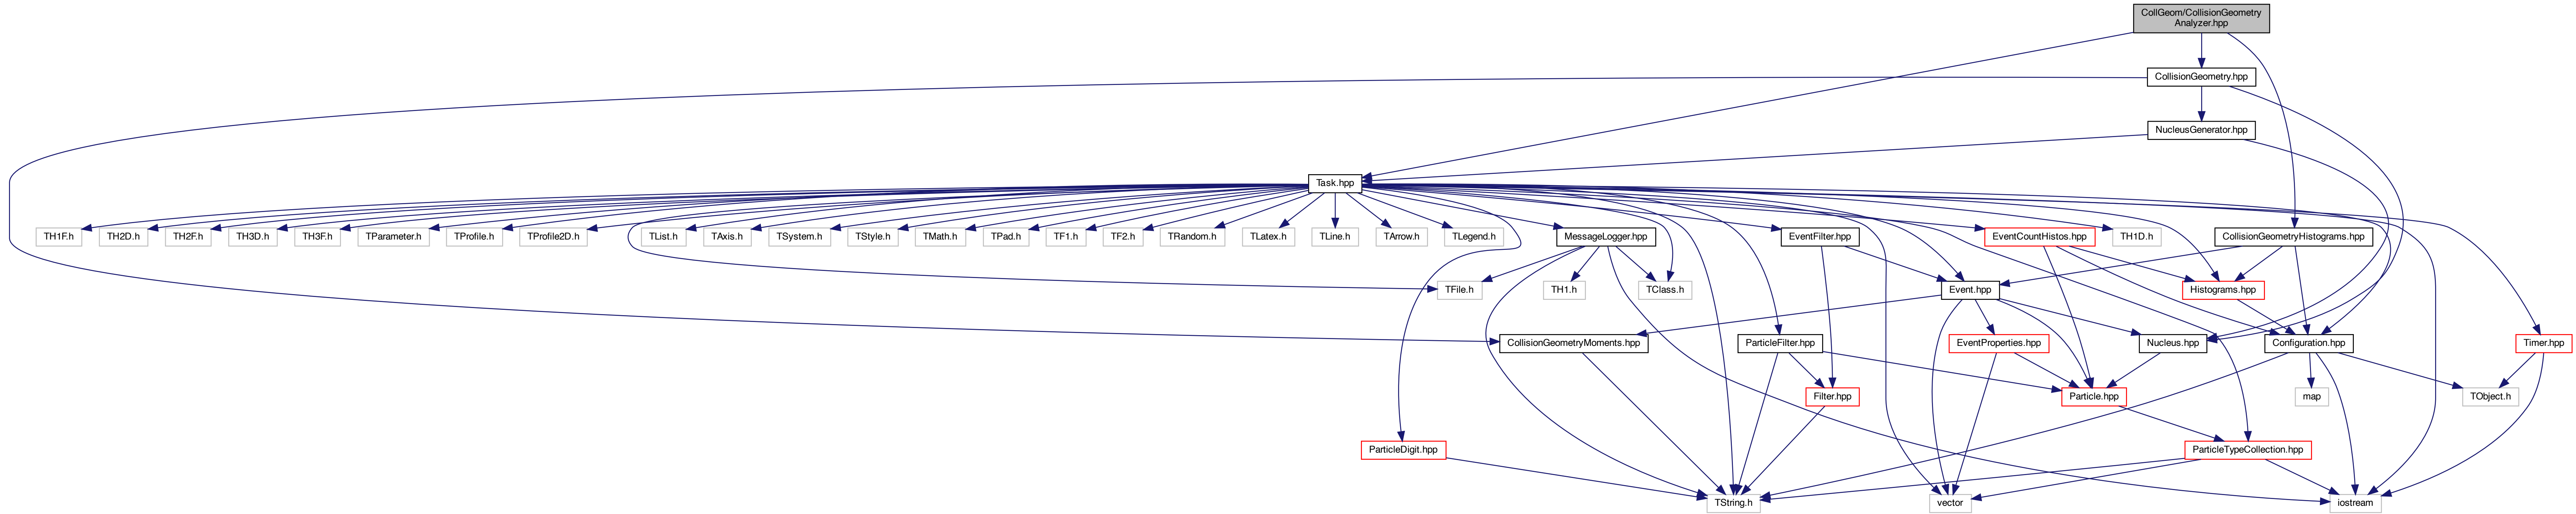 CollGeom/CollisionGeometry
Analyzer.hpp
CollisionGeometry.hpp
NucleusGenerator.hpp
Task.hpp
TH1F.h
TH2D.h
TH2F.h
TH3D.h
TH3F.h
TParameter.h
TProfile.h
TProfile2D.h
TList.h
TAxis.h
TSystem.h
TStyle.h
TMath.h
TPad.h
TF1.h
TF2.h
TRandom.h
TLatex.h
TLine.h
TArrow.h
TLegend.h
MessageLogger.hpp
EventFilter.hpp
EventCountHistos.hpp
TH1D.h
CollisionGeometryHistograms.hpp
TFile.h
TH1.h
TClass.h
Event.hpp
Histograms.hpp
CollisionGeometryMoments.hpp
ParticleFilter.hpp
EventProperties.hpp
Nucleus.hpp
Configuration.hpp
Timer.hpp
Filter.hpp
Particle.hpp
map
TObject.h
ParticleDigit.hpp
ParticleTypeCollection.hpp
TString.h
vector
iostream